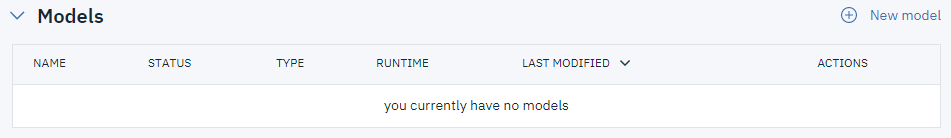 Models
New model
NAME STATUS TYPE RUNTIME LAST MODIFIED ACTIONS
you currently have no models